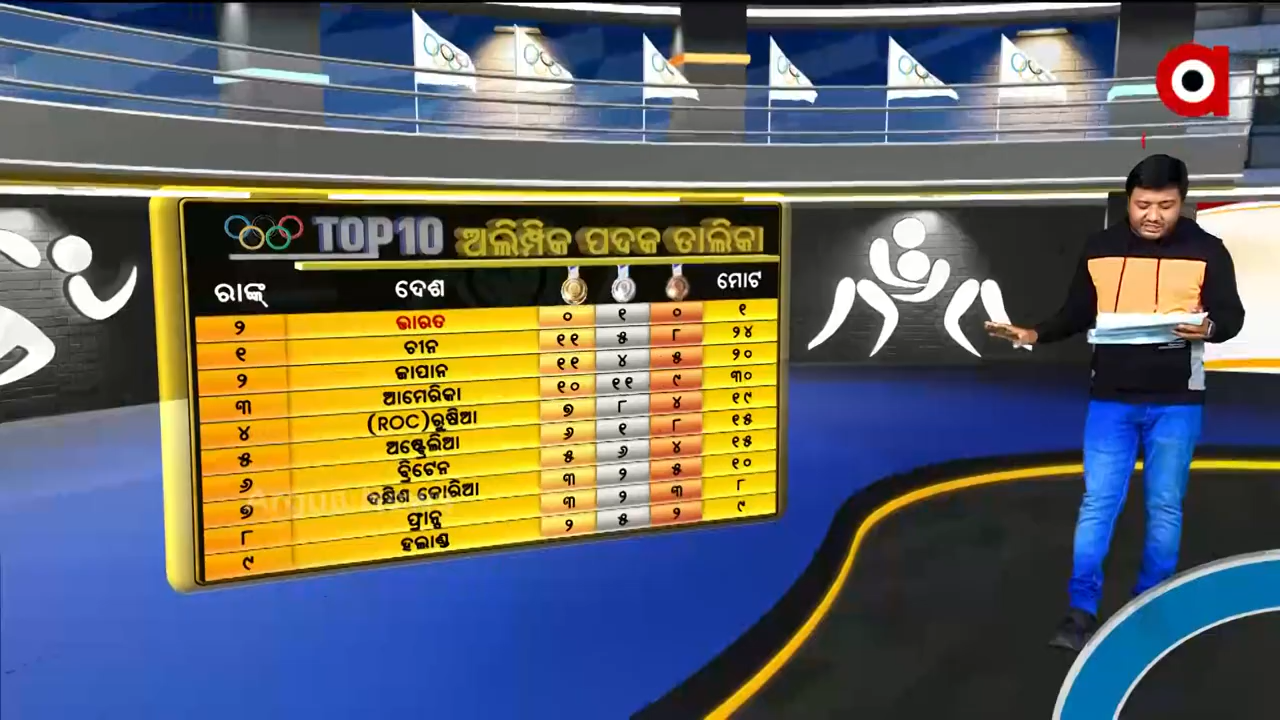 TOP10 ଅଲିମ୍ପିକ ପଦକ ତାଲିକା
ରାଙ୍କ୍ ଦେଶ ମୋଟ
୨ ଭାରତ ୦ ୧ ୦ ୧
୧ ଚୀନ ୧୧ ୫ ୮ ୨୪
୨ ଜାପାନ ୧୧ ୪ ୫ ୨୦
୩ ଆମେରିକା ୧୦ ୧୧ ୯ ୩୦
୪ (ROC)ରୁଷିଆ ୭ ୮ ୪ ୧୯
୫ ଅଷ୍ଟ୍ରେଲିଆ ୬ ୧ ୮ ୧୫
୬ ବ୍ରିଟେନ ୫ ୬ ୪ ୧୫
୭ ଦକ୍ଷିଣ କୋରିଆ ୩ ୨ ୫ ୧୦
୮ ଫ୍ରାନ୍ସ ୩ ୨ ୩ ୮
୯ ହଲାଣ୍ଡ ୨ ୫ ୨ ୯